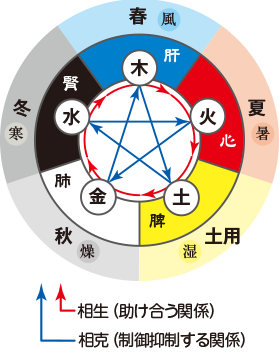 春 風
肝
木
腎
冬
寒
水
火
夏
暑
心
肺
金
土
脾
秋
燥
土用
湿
相生（助け合う関係）
相克（制御抑制する関係）